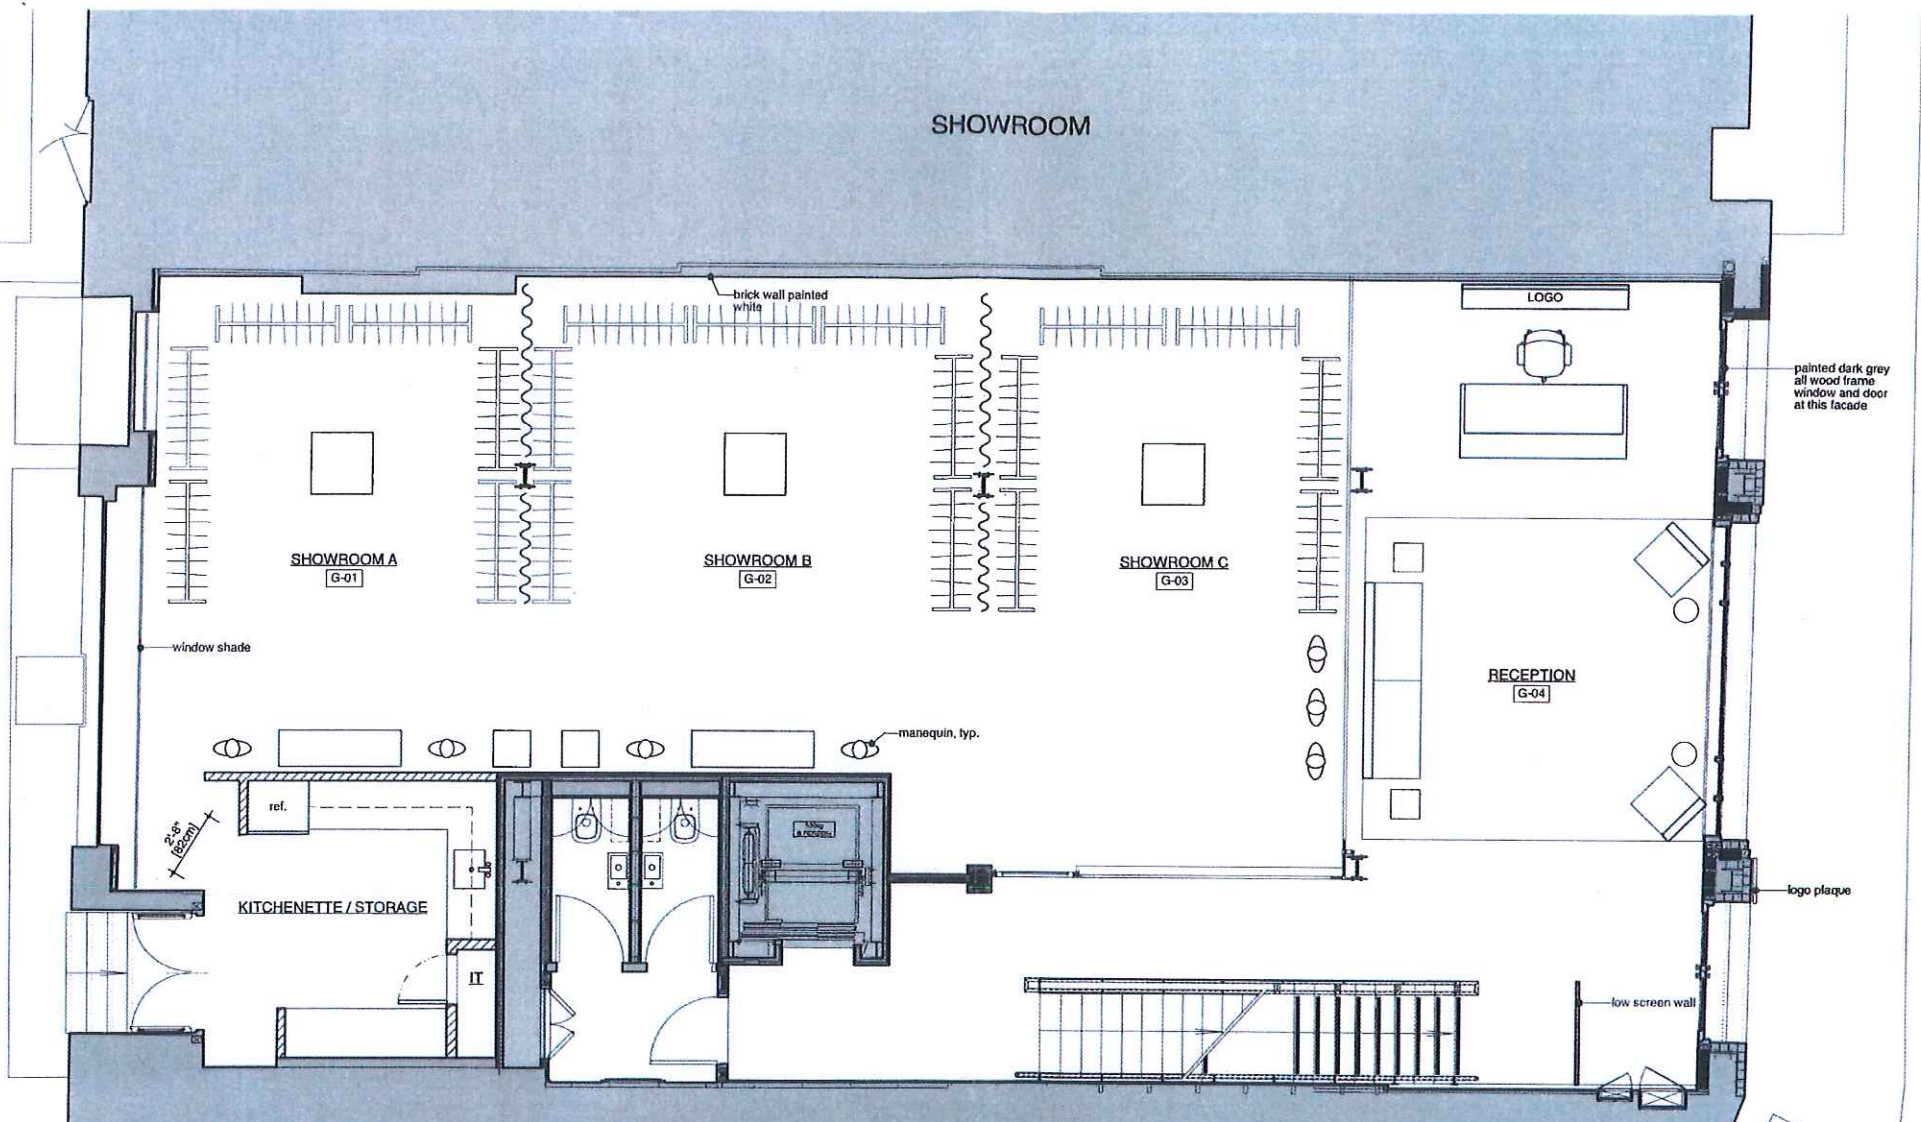 SHOWROOM
brick wall painted
white
LOGO
painted dark grey
all wood frame
window and door
at this facade
SHOWROOM A
G-01
SHOWROOM B
G-02
SHOWROOM C
G-03
window shade
RECEPTION
G-04
manequin, typ.
ref.
2'-8"
[82cm]
KITCHENETTE / STORAGE
logo plaque
IT
low screen wall